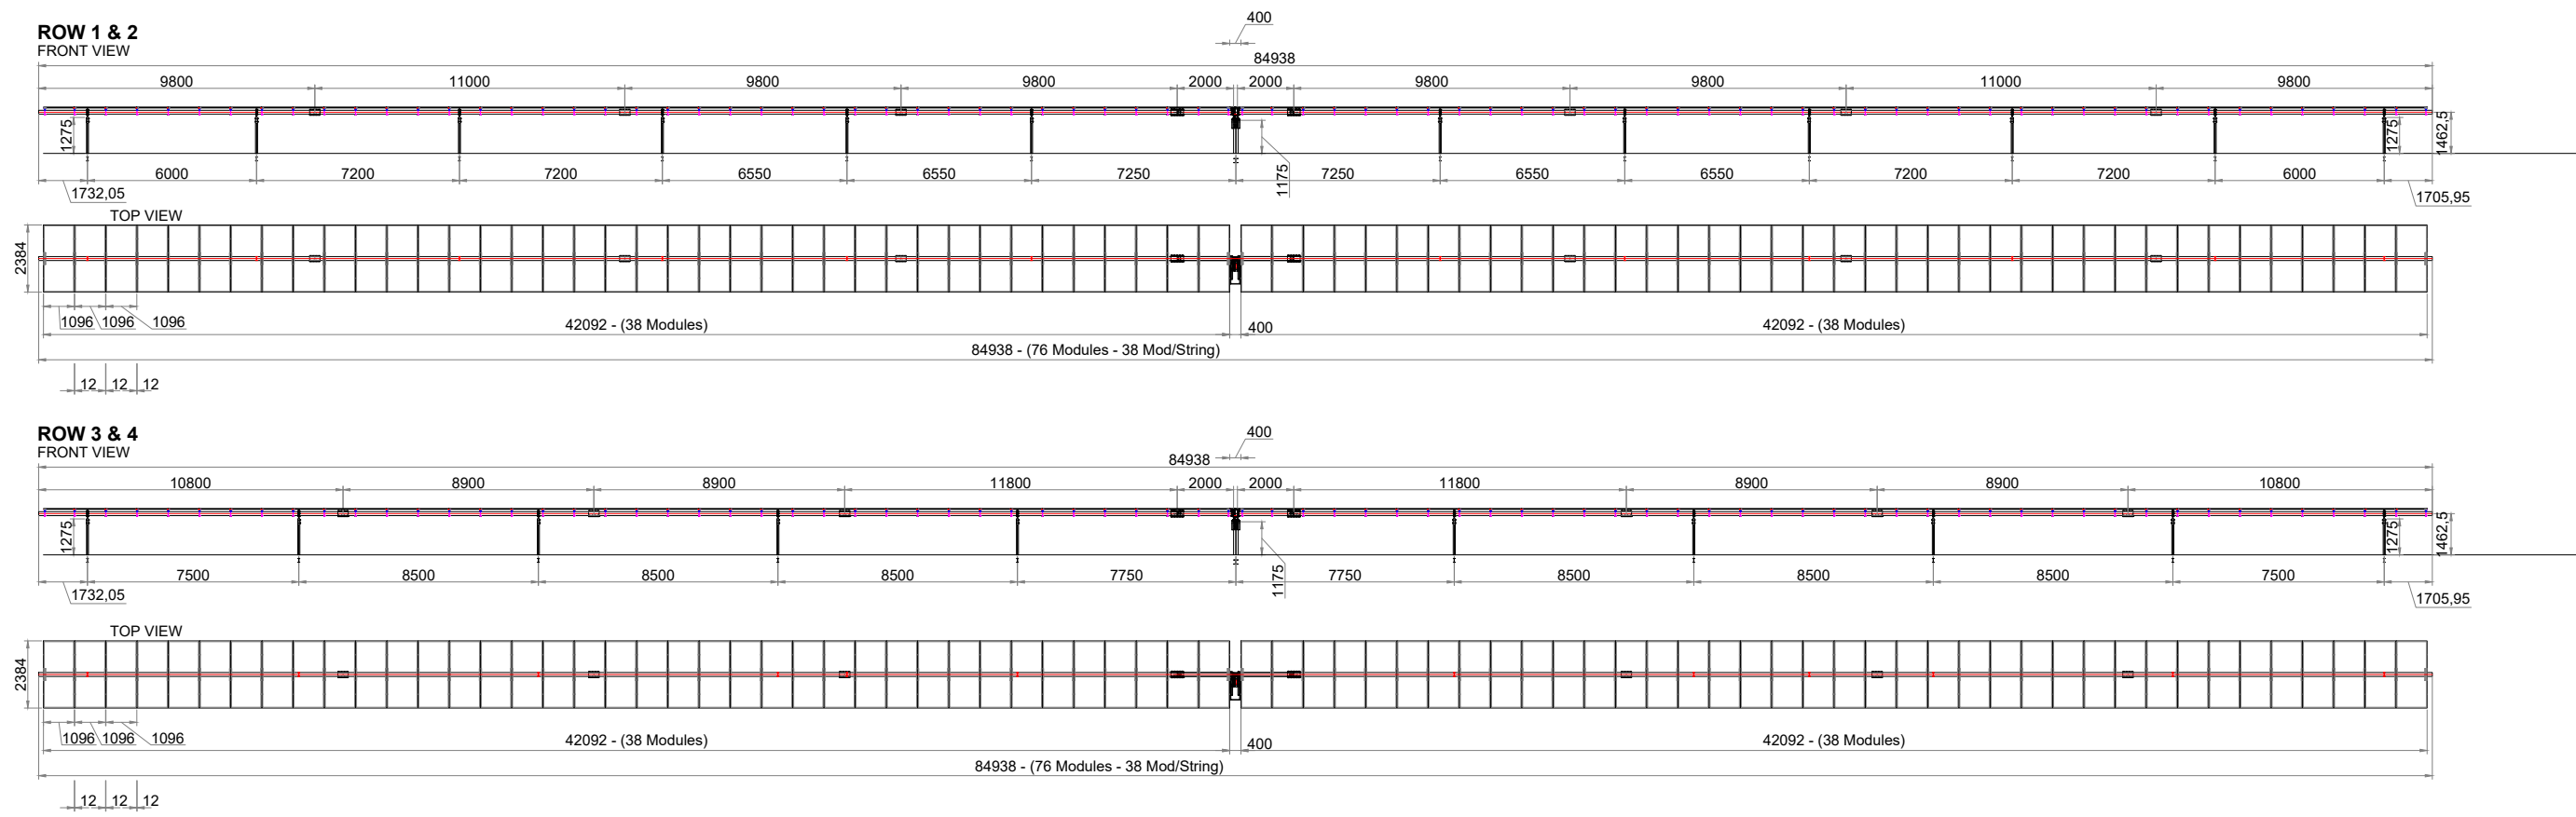 ROW 1 & 2
FRONT VIEW
400
84938
9800 11000 9800 9800 2000 2000 9800 9800 11000 9800
1275 1175 1275 1462,5
6000 7200 7200 6550 6550 7250 7250 6550 6550 7200 7200 6000
1732,05 1705,95
TOP VIEW
2384
1096 1096 1096
42092 - (38 Modules) 400 42092 - (38 Modules)
84938 - (76 Modules - 38 Mod/String)
12 12 12
ROW 3 & 4
FRONT VIEW
400
84938
10800 8900 8900 11800 2000 2000 11800 8900 8900 10800
1275 1175 1275 1462,5
7500 8500 8500 8500 7750 7750 8500 8500 8500 7500
1732,05 1705,95
TOP VIEW
2384
1096 1096 1096
42092 - (38 Modules) 400 42092 - (38 Modules)
84938 - (76 Modules - 38 Mod/String)
12 12 12